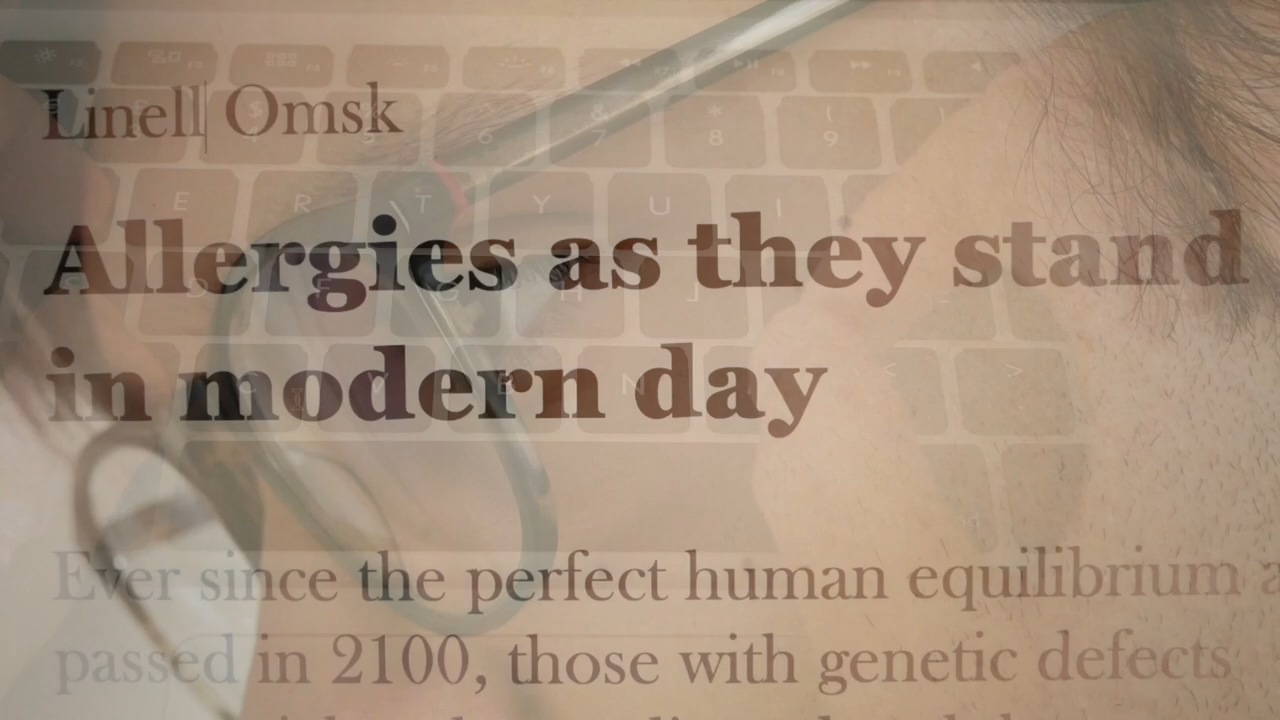 Linell Omsk
Allergies as they stand
in modern day
Ever since the perfect human equilibrium
passed in 2100, those with genetic defects